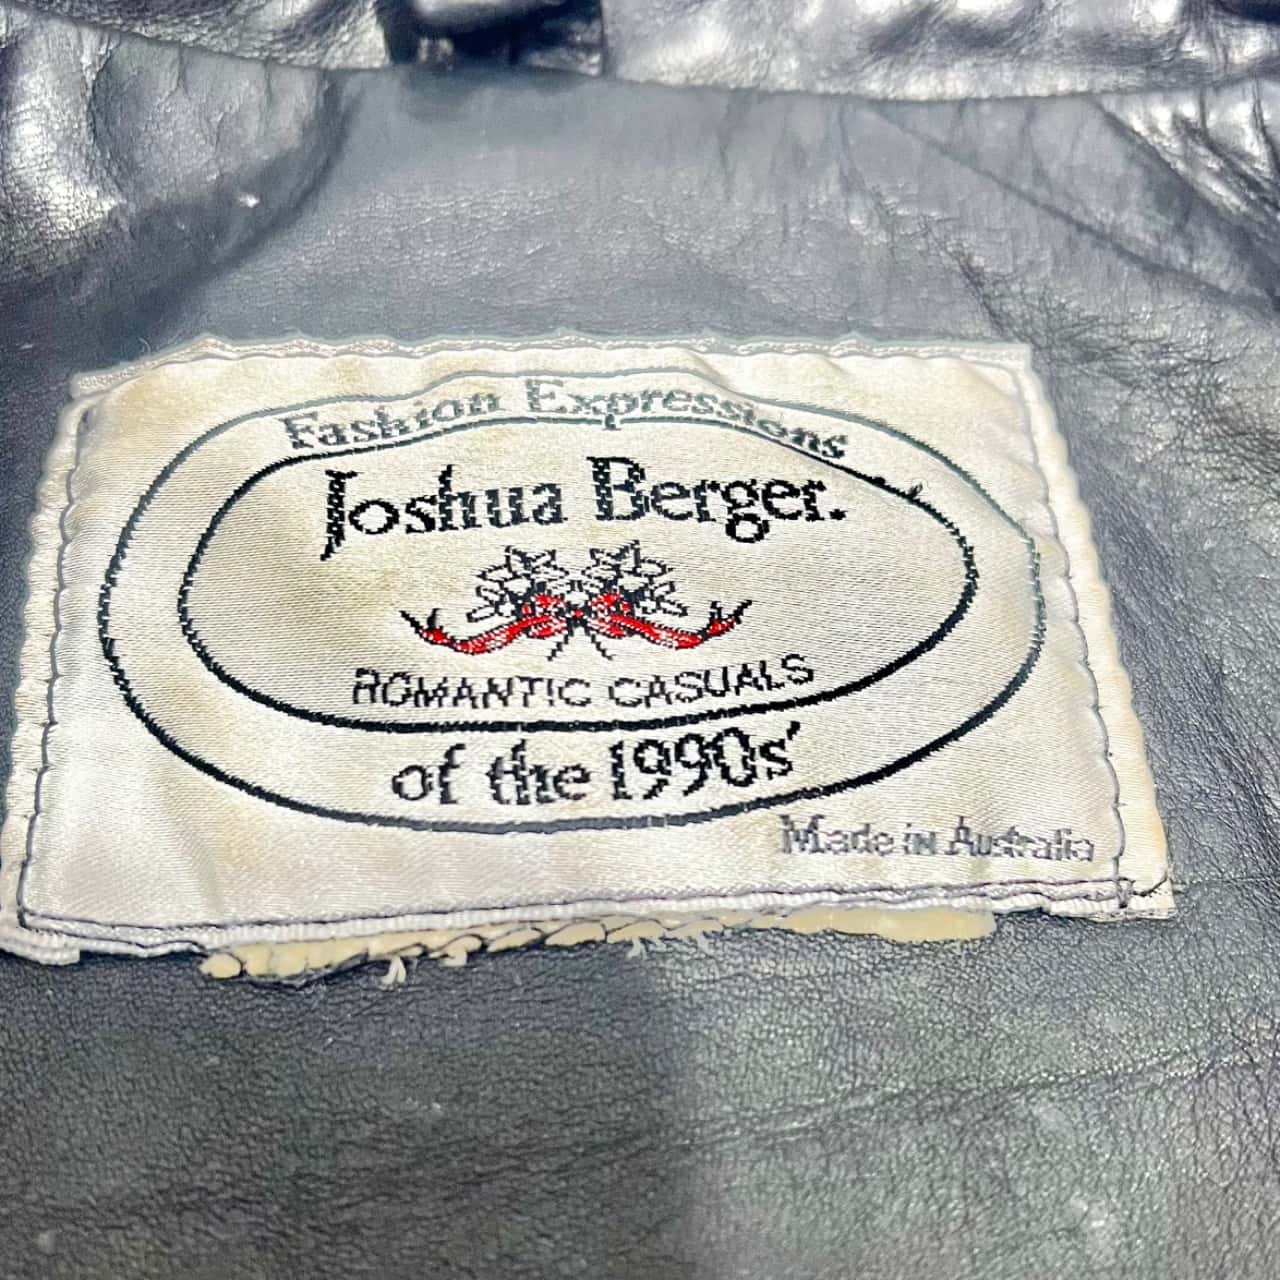 Fashion Expressions
Joshua Berger.
ROMANTIC CASUALS
of the 1990s'
Made in Australia